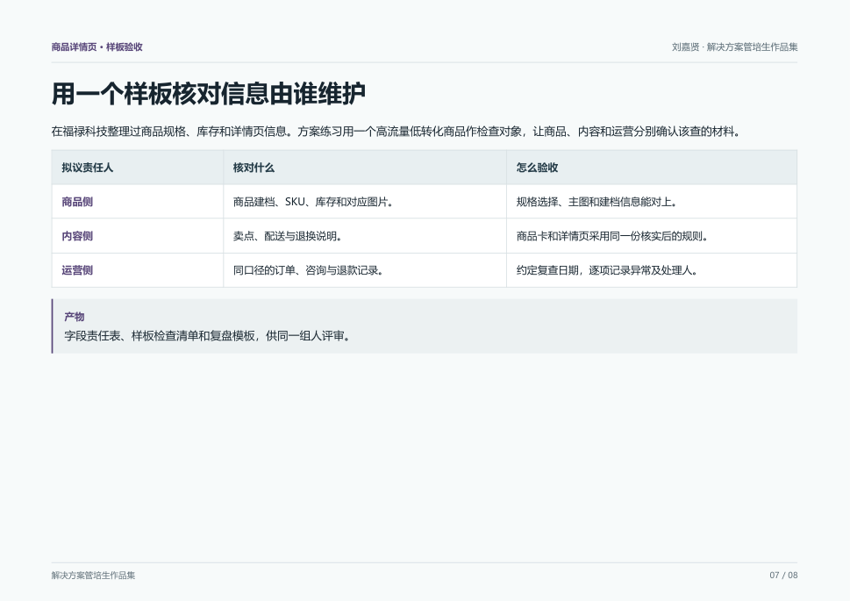 商品详情页・样板验收
刘嘉贤 · 解决方案管培生作品集
用一个样板核对信息由谁维护
在福禄科技整理过商品规格、库存和详情页信息。方案练习用一个高流量低转化商品作检查对象，让商品、内容和运营分别确认该查的材料。
拟议责任人 核对什么 怎么验收
商品侧 商品建档、SKU、库存和对应图片。 规格选择、主图和建档信息能对上。
内容侧 卖点、配送与退换说明。 商品卡和详情页采用同一份核实后的规则。
运营侧 同口径的订单、咨询与退款记录。 约定复查日期，逐项记录异常及处理人。
产物
字段责任表、样板检查清单和复盘模板，供同一组人评审。
解决方案管培生作品集
07 / 08